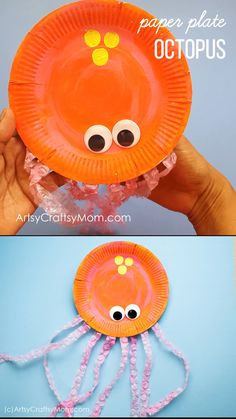 paper plate
OCTOPUS
ArtsyCraftsyMom.com
(c)ArtsyCraftsyMom.com